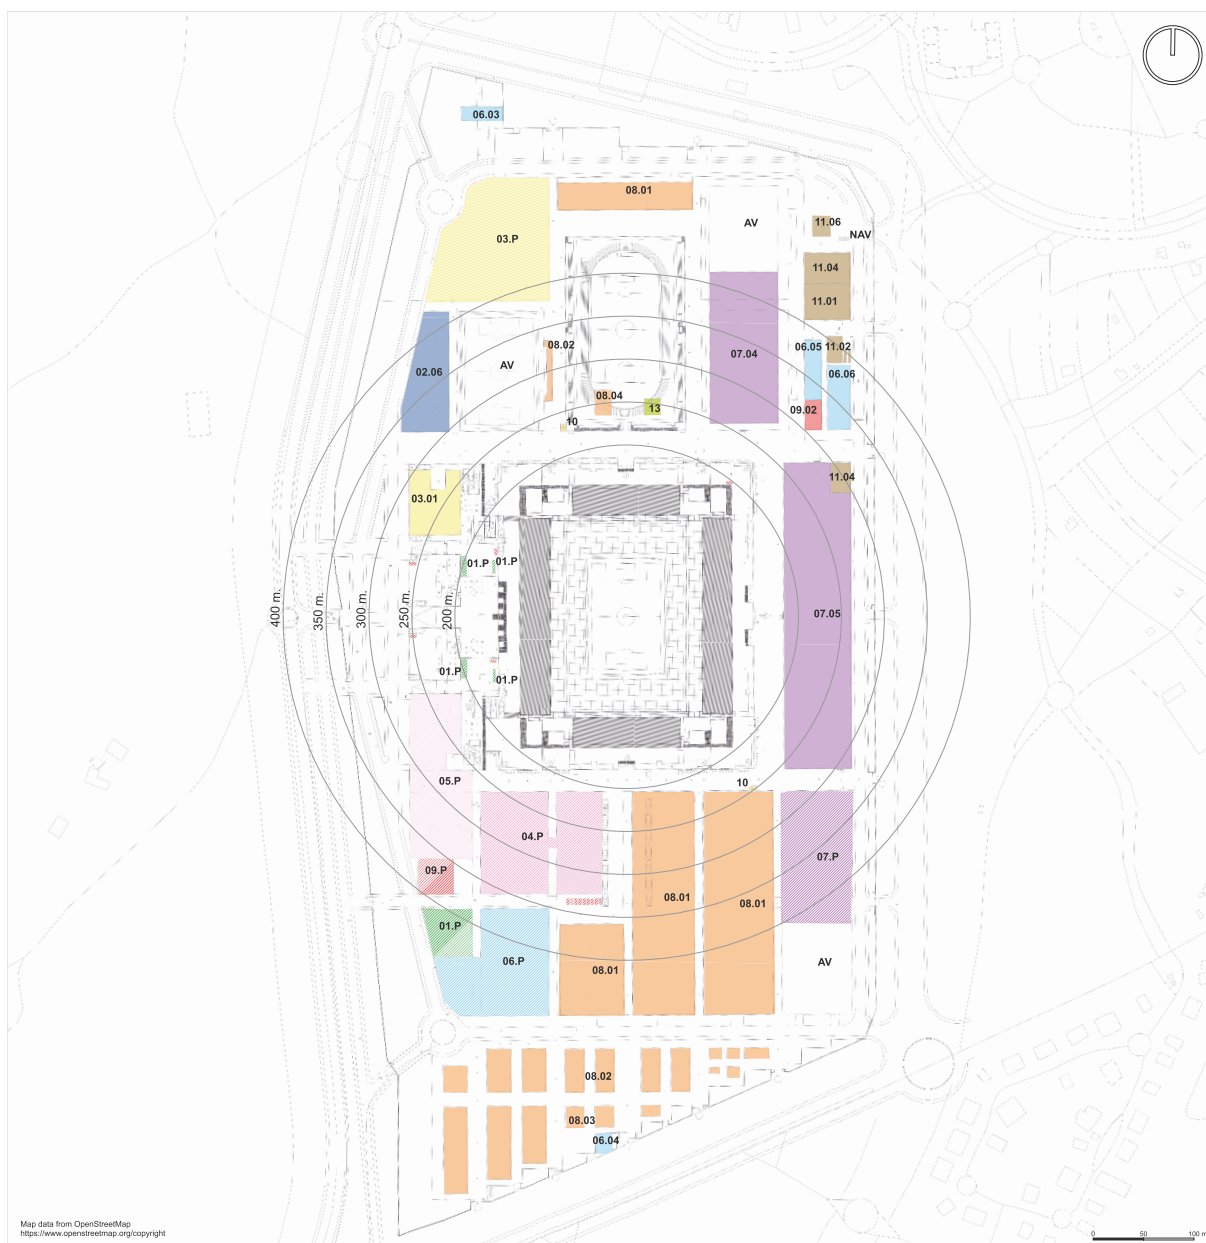 06.03
08.01
11.06
AV
NAV
03.P
11.04
11.01
08.02
06.05
11.02
07.04
AV
02.06
06.06
08.04
13
09.02
10
11.04
03.01
01.P
01.P
400 m.
350 m.
300 m.
250 m.
200 m.
07.05
01.P
01.P
05.P
10
04.P
07.P
09.P
08.01
08.01
01.P
06.P
AV
08.01
08.02
08.03
06.04
Map data from OpenStreetMap
https://www.openstreetmap.org/copyright
0 50 100 m